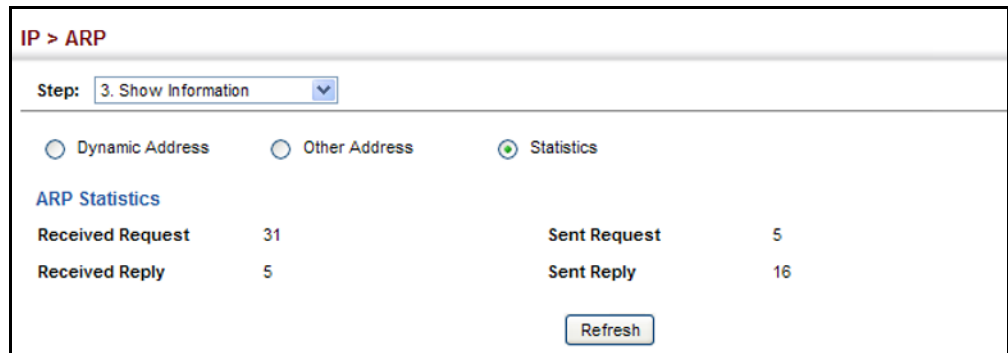 IP > ARP
Step: 3. Show Information
Dynamic Address Other Address Statistics
ARP Statistics
Received Request 31 Sent Request 5
Received Reply 5 Sent Reply 16
Refresh